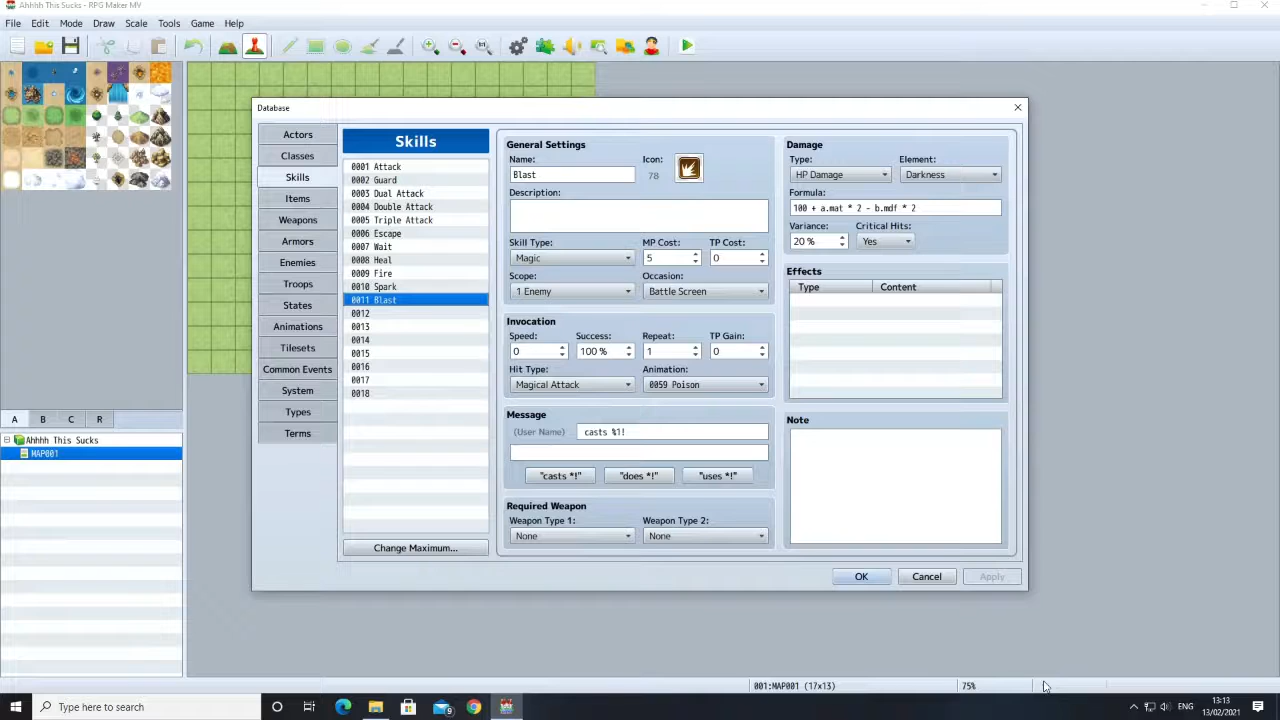 Ahhhh This Sucks - RPG Maker MV
File Edit Mode Draw Scale Tools Game Help
Database
Actors
Classes
Skills
Items
Weapons
Armors
Enemies
Troops
States
Animations
Tilesets
Common Events
System
Types
Terms
Skills
0001 Attack
0002 Guard
0003 Dual Attack
0004 Double Attack
0005 Triple Attack
0006 Escape
0007 Wait
0008 Heal
0009 Fire
0010 Spark
0011 Blast
0012
0013
0014
0015
0016
0017
0018
Change Maximum...
General Settings
Name: Icon:
Blast 78
Description:
Skill Type: MP Cost: TP Cost:
Magic 5 0
Scope: Occasion:
1 Enemy Battle Screen
Invocation
Speed: Success: Repeat: TP Gain:
0 100 % 1 0
Hit Type: Animation:
Magical Attack 0059 Poison
Message
(User Name) casts %1!
"casts *!" "does *!" "uses *!"
Required Weapon
Weapon Type 1: Weapon Type 2:
None None
Damage
Type: Element:
HP Damage Darkness
Formula:
100 + a.mat * 2 - b.mdf * 2
Variance: Critical Hits:
20 % Yes
Effects
Type Content
Note
OK Cancel Apply
A B C R
Ahhhh This Sucks
MAP001
001:MAP001 (17x13) 75%
Type here to search
ENG
13:13
13/02/2021